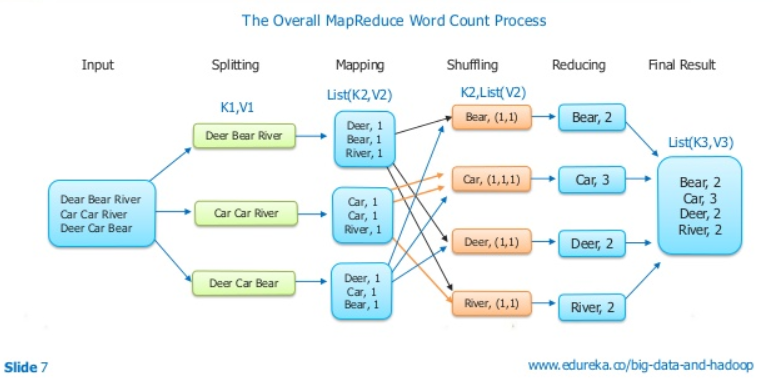 The Overall MapReduce Word Count Process
Input
Splitting
Mapping
Shuffling
Reducing
Final Result
K1,V1
List(K2,V2)
K2,List(V2)
List(K3,V3)
Dear Bear River
Car Car River
Deer Car Bear
Deer Bear River
Car Car River
Deer Car Bear
Deer, 1
Bear, 1
River, 1
Car, 1
Car, 1
River, 1
Deer, 1
Car, 1
Bear, 1
Bear, (1,1)
Car, (1,1,1)
Deer, (1,1)
River, (1,1)
Bear, 2
Car, 3
Deer, 2
River, 2
Bear, 2
Car, 3
Deer, 2
River, 2
Slide 7
www.edureka.co/big-data-and-hadoop